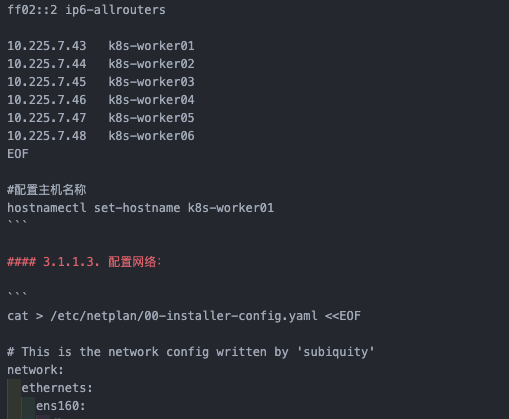 ff02::2 ip6-allrouters
10.225.7.43   k8s-worker01
10.225.7.44   k8s-worker02
10.225.7.45   k8s-worker03
10.225.7.46   k8s-worker04
10.225.7.47   k8s-worker05
10.225.7.48   k8s-worker06
EOF
#配置主机名称
hostnamectl set-hostname k8s-worker01
```
#### 3.1.1.3. 配置网络：
```
cat > /etc/netplan/00-installer-config.yaml <<EOF
# This is the network config written by 'subiquity'
network:
  ethernets:
    ens160: